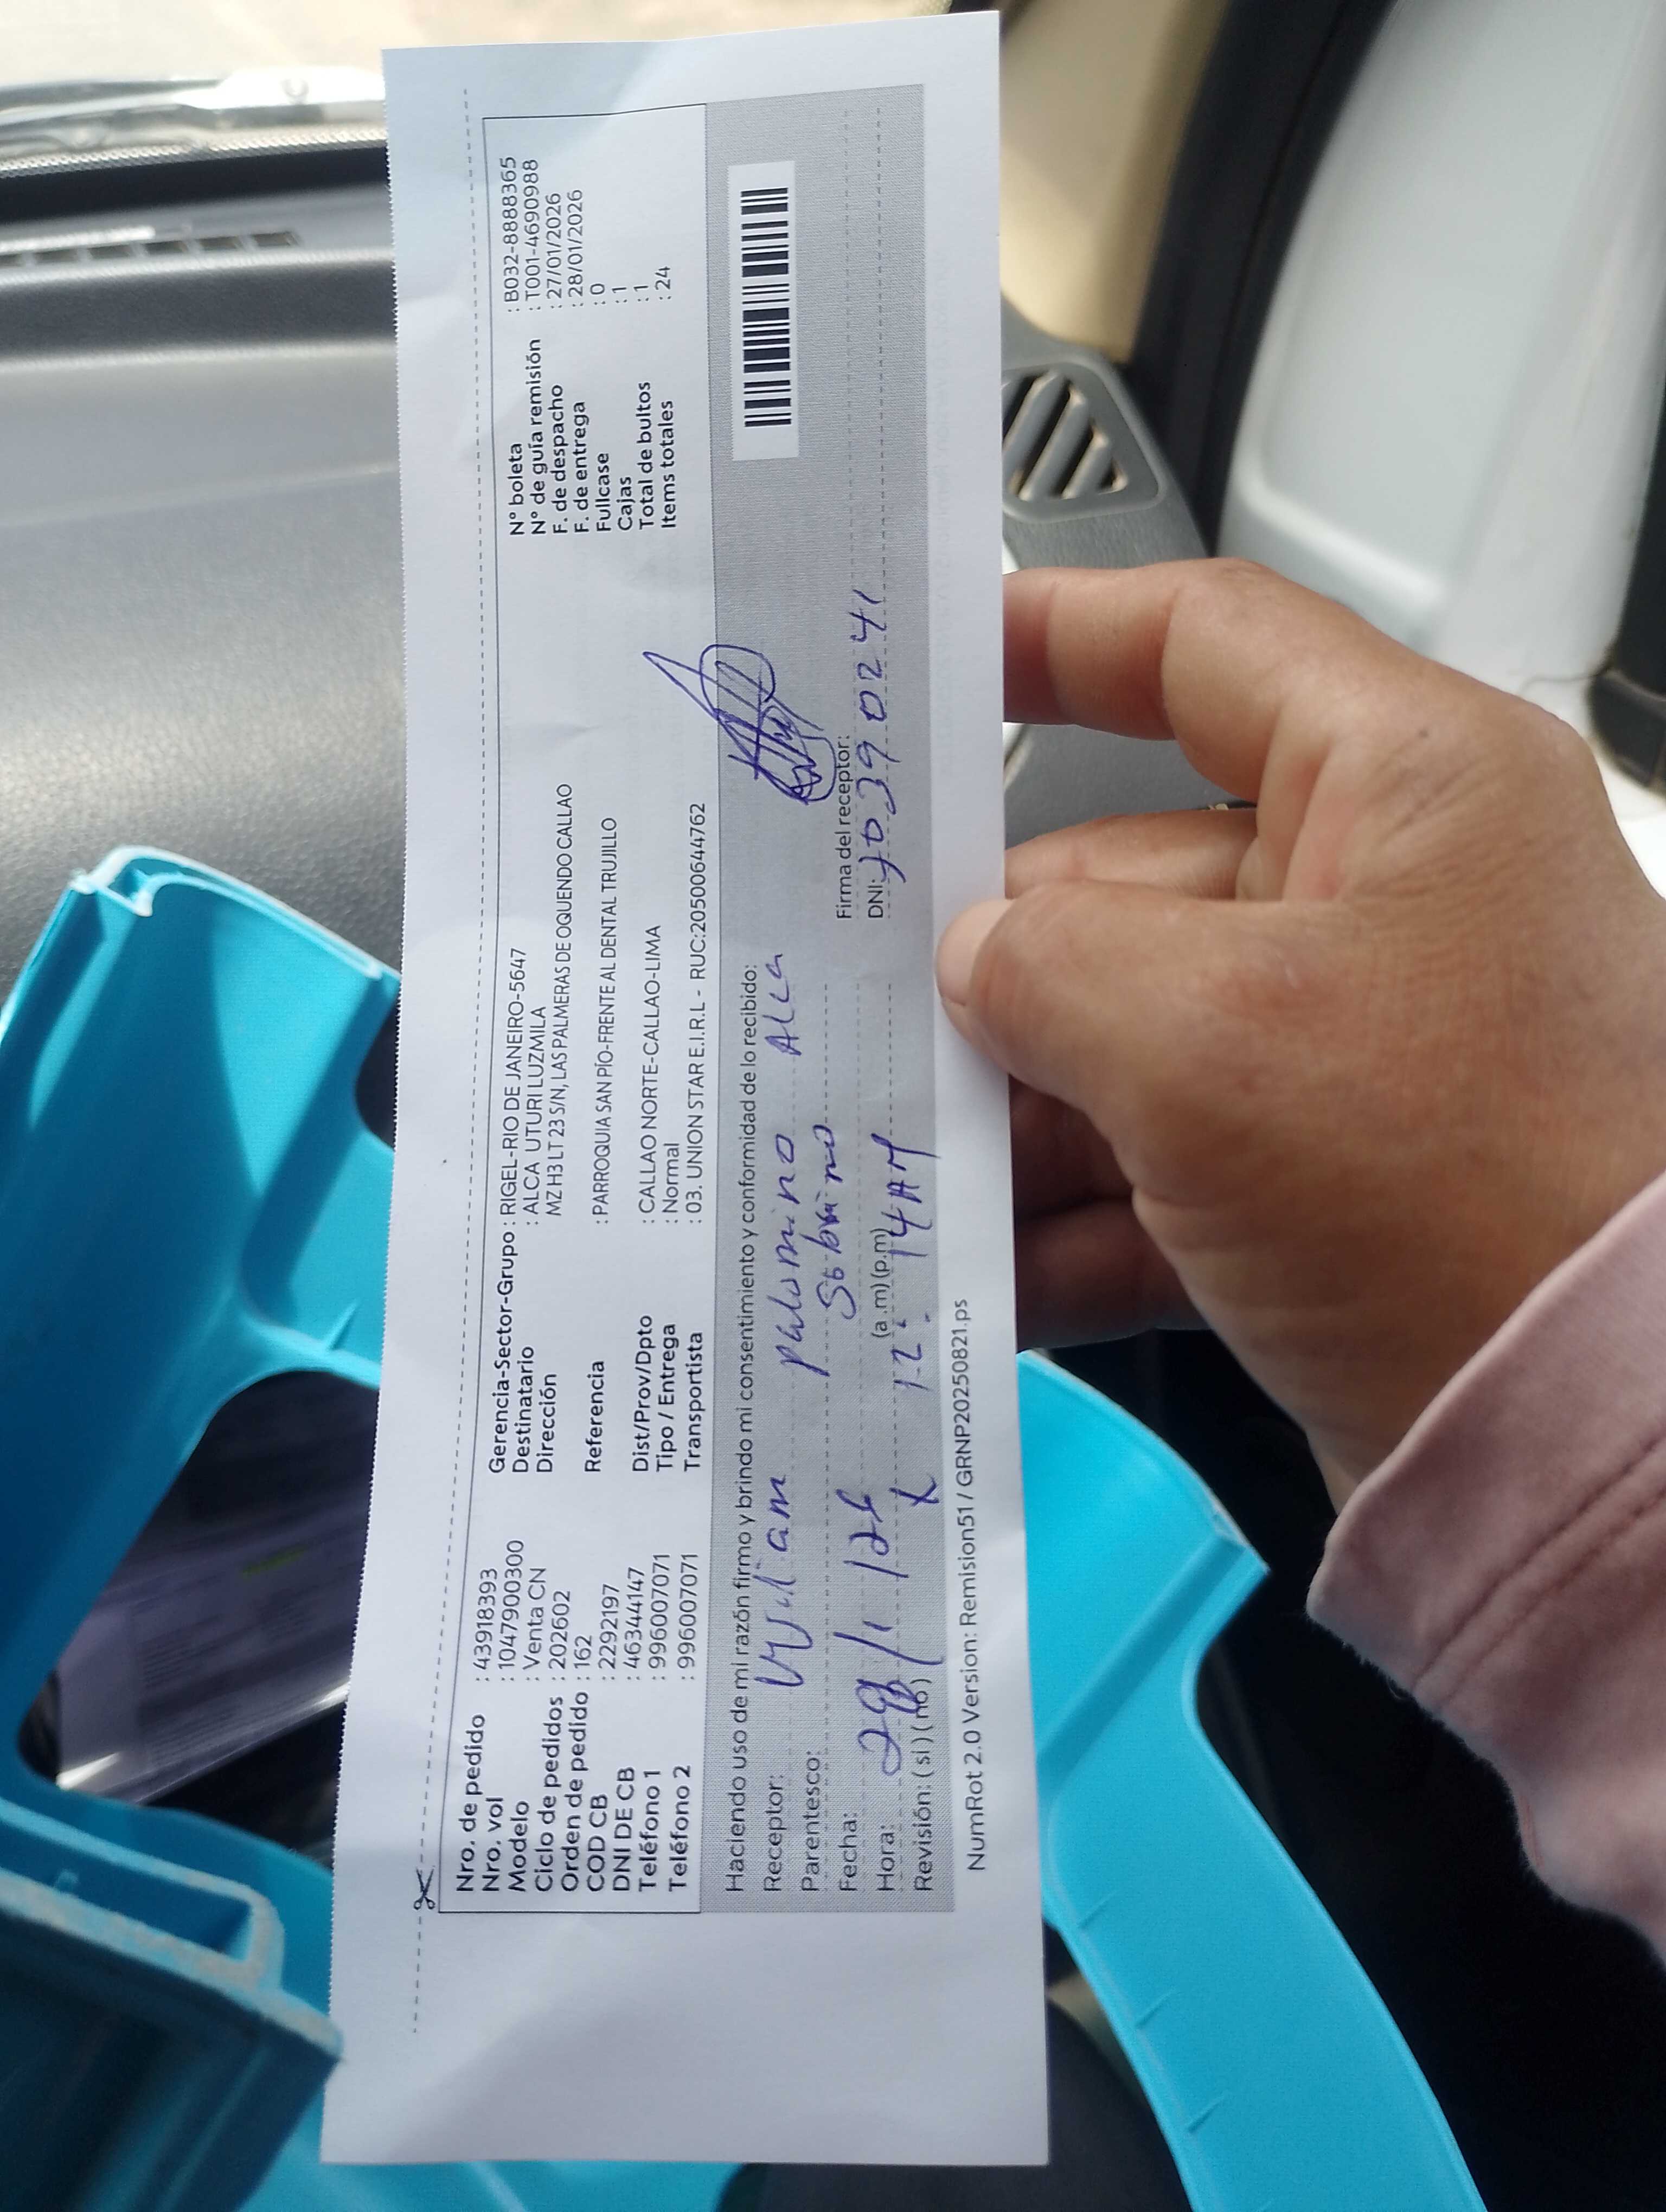 Nro. de pedido : 43918393
Nro. vol : 1047900300
Modelo : Venta CN
Ciclo de pedidos : 202602
Orden de pedido : 162
COD CB : 2292197
DNI DE CB : 46344147
Teléfono 1 : 996007071
Teléfono 2 : 996007071
Gerencia-Sector-Grupo : RIGEL-RIO DE JANEIRO-5647
Destinatario : ALCA UTURI LUZMILA
Dirección MZ H3 LT 23 S/N, LAS PALMERAS DE OQUENDO CALLAO
Referencia : PARROQUIA SAN PÍO-FRENTE AL DENTAL TRUJILLO
Dist/Prov/Dpto : CALLAO NORTE-CALLAO-LIMA
Tipo / Entrega : Normal
Transportista : 03. UNION STAR E.I.R.L - RUC:20500644762
N° boleta : B032-8888365
N° de guía remisión : T001-4690988
F. de despacho : 27/01/2026
F. de entrega : 28/01/2026
Fullcase : 0
Cajas : 1
Total de bultos : 1
Items totales : 24
Haciendo uso de mi razón firmo y brindo mi consentimiento y conformidad de lo recibido:
Receptor: palomino Alca
Parentesco: Sobrino
Fecha: /1/26
Hora: (a.m) (p.m) 12:14 AM
Revisión: (si) (no) X
Firma del receptor:
DNI: 70390241
NumRot 2.0 Version: Remision51 / GRNP20250821.ps